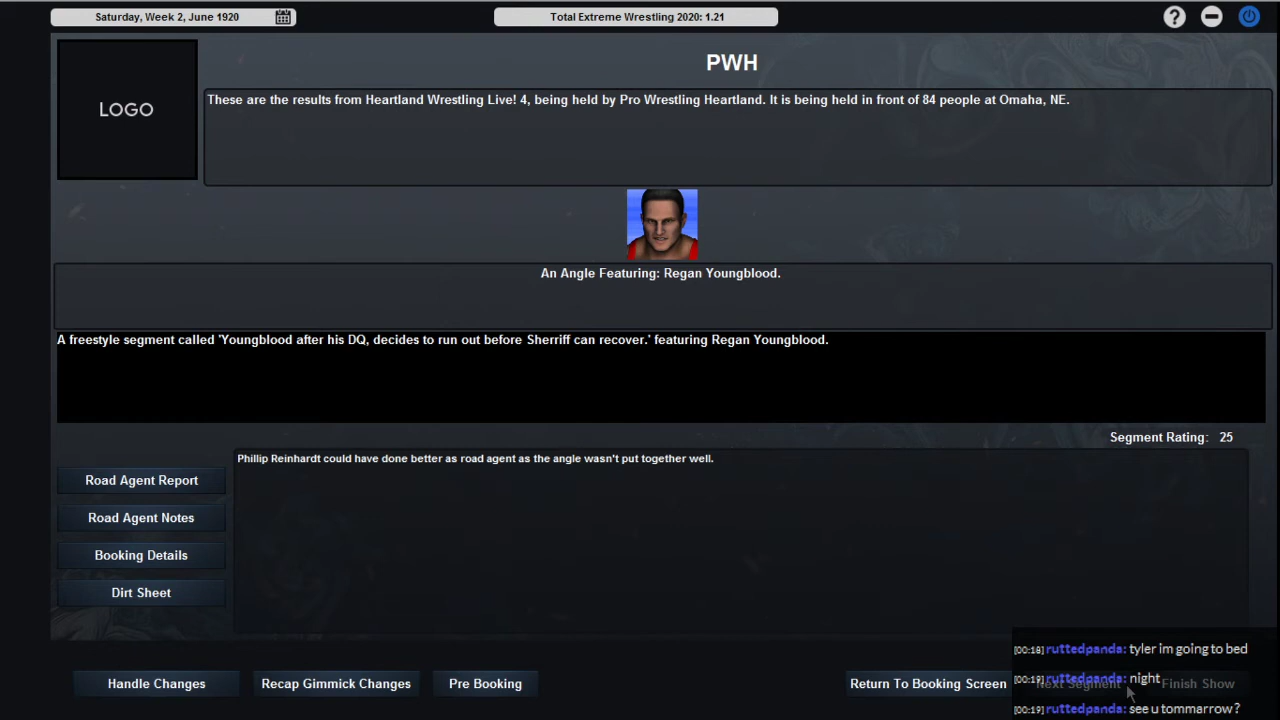 Saturday, Week 2, June 1920
Total Extreme Wrestling 2020: 1.21
?
LOGO
PWH
These are the results from Heartland Wrestling Live! 4, being held by Pro Wrestling Heartland. It is being held in front of 84 people at Omaha, NE.
An Angle Featuring: Regan Youngblood.
A freestyle segment called 'Youngblood after his DQ, decides to run out before Sherriff can recover.' featuring Regan Youngblood.
Segment Rating: 25
Phillip Reinhardt could have done better as road agent as the angle wasn't put together well.
Road Agent Report
Road Agent Notes
Booking Details
Dirt Sheet
Handle Changes
Recap Gimmick Changes
Pre Booking
Return To Booking Screen
Next Segment
Finish Show
[00:18] ruttedpanda: tyler im going to bed
[00:19] ruttedpanda: night
[00:19] ruttedpanda: see u tommarrow?